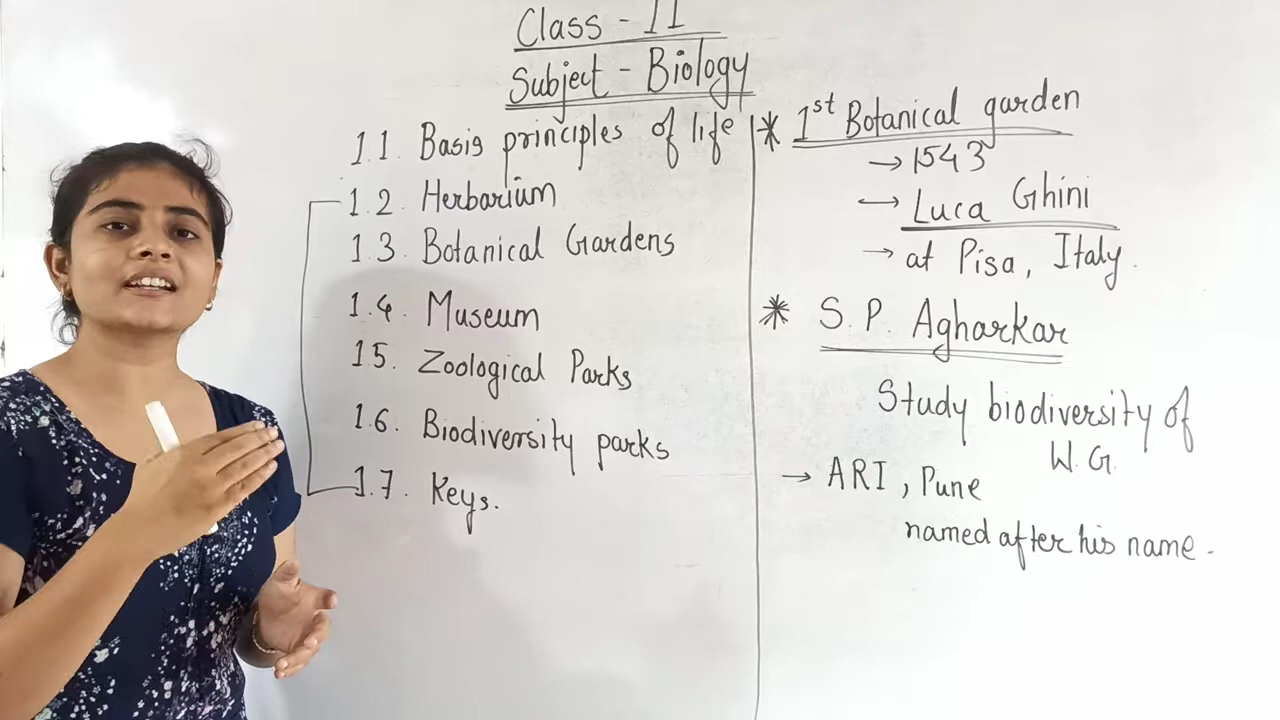 Class - 11
Subject - Biology
1.1. Basis principles of life
1.2. Herbarium
1.3. Botanical Gardens
1.4. Museum
1.5. Zoological Parks
1.6. Biodiversity parks
1.7. Keys.
* 1st Botanical garden
→ 1543
→ Luca Ghini
→ at Pisa, Italy.
* S. P. Agharkar
Study biodiversity of
W. G.
→ ARI, Pune
named after his name.